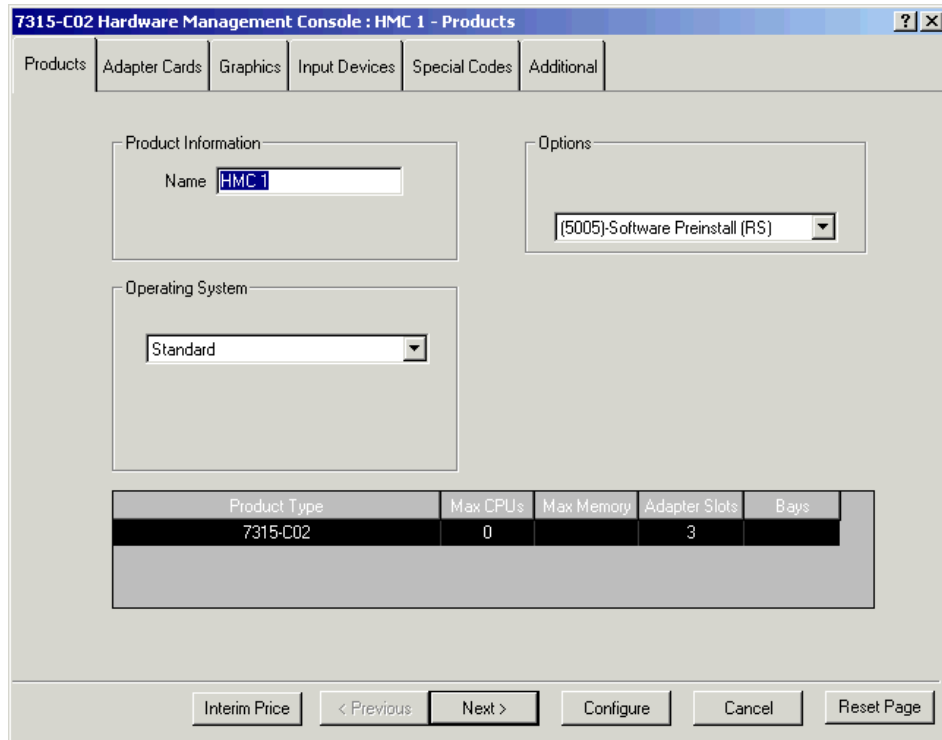 7315-C02 Hardware Management Console : HMC 1 - Products
Products Adapter Cards Graphics Input Devices Special Codes Additional
Product Information
Name HMC 1
Options
(5005)-Software Preinstall (RS)
Operating System
Standard
Product Type Max CPUs Max Memory Adapter Slots Bays
7315-C02 0 3
Interim Price < Previous Next > Configure Cancel Reset Page